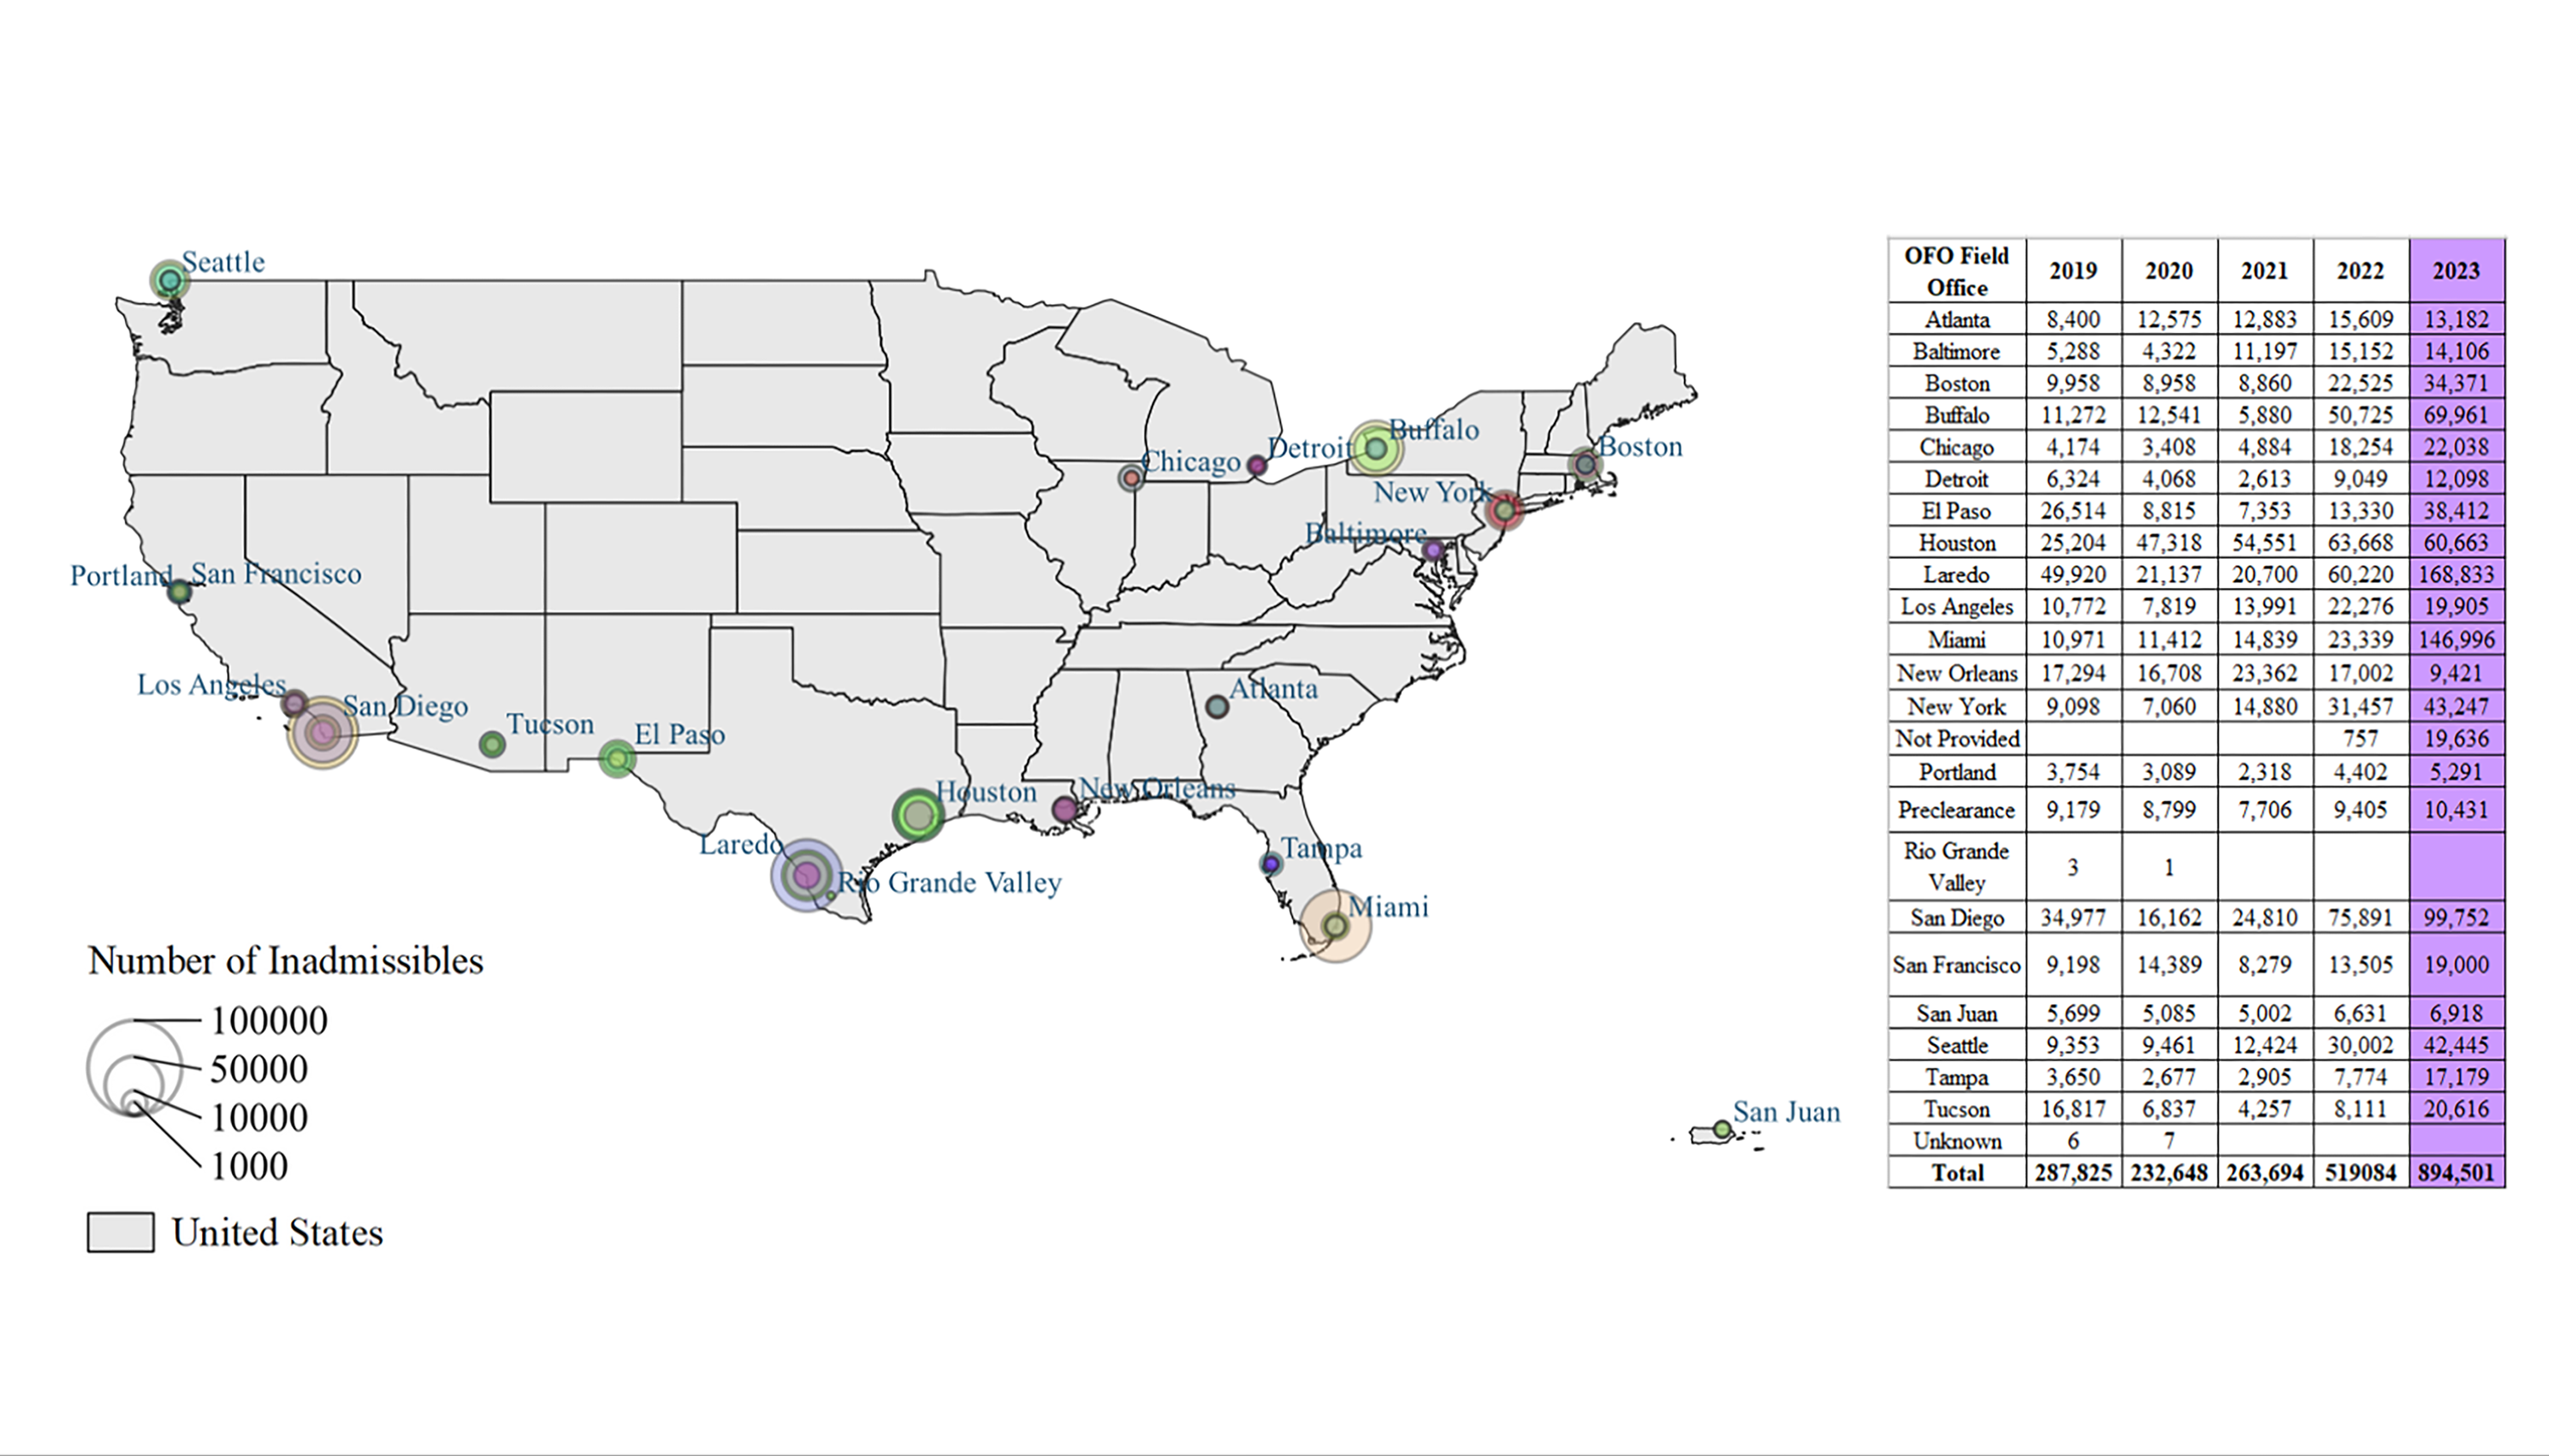 Seattle
Buffalo
Boston
Chicago
Detroit
New York
Baltimore
Portland
San Francisco
Los Angeles
San Diego
Tucson
El Paso
Atlanta
Houston
New Orleans
Laredo
Rio Grande Valley
Tampa
Miami
San Juan
Number of Inadmissibles
100000
50000
10000
1000
United States
OFO Field
Office 2019 2020 2021 2022 2023
Atlanta 8,400 12,575 12,883 15,609 13,182
Baltimore 5,288 4,322 11,197 15,152 14,106
Boston 9,958 8,958 8,860 22,525 34,371
Buffalo 11,272 12,541 5,880 50,725 69,961
Chicago 4,174 3,408 4,884 18,254 22,038
Detroit 6,324 4,068 2,613 9,049 12,098
El Paso 26,514 8,815 7,353 13,330 38,412
Houston 25,204 47,318 54,551 63,668 60,663
Laredo 49,920 21,137 20,700 60,220 168,833
Los Angeles 10,772 7,819 13,991 22,276 19,905
Miami 10,971 11,412 14,839 23,339 146,996
New Orleans 17,294 16,708 23,362 17,002 9,421
New York 9,098 7,060 14,880 31,457 43,247
Not Provided 757 19,636
Portland 3,754 3,089 2,318 4,402 5,291
Preclearance 9,179 8,799 7,706 9,405 10,431
Rio Grande
Valley 3 1
San Diego 34,977 16,162 24,810 75,891 99,752
San Francisco 9,198 14,389 8,279 13,505 19,000
San Juan 5,699 5,085 5,002 6,631 6,918
Seattle 9,353 9,461 12,424 30,002 42,445
Tampa 3,650 2,677 2,905 7,774 17,179
Tucson 16,817 6,837 4,257 8,111 20,616
Unknown 6 7
Total 287,825 232,648 263,694 519084 894,501